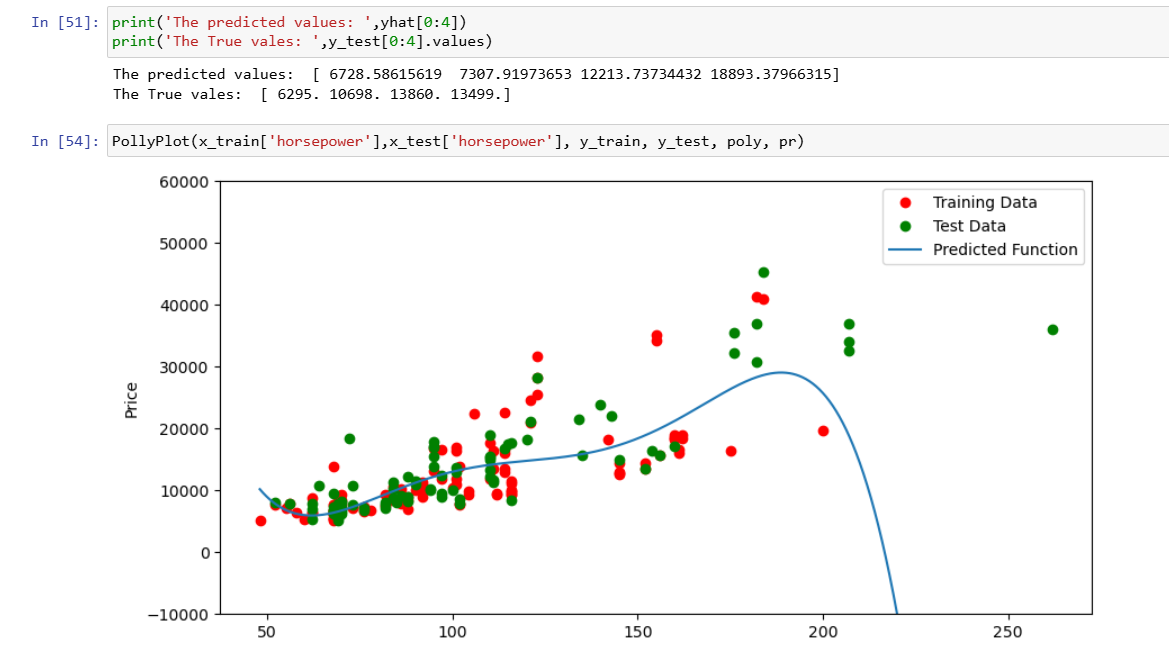 In [51]: print('The predicted values: ',yhat[0:4])
print('The True vales: ',y_test[0:4].values)
The predicted values:  [ 6728.58615619  7307.91973653 12213.73734432 18893.37966315]
The True vales:  [ 6295. 10698. 13860. 13499.]
In [54]: PollyPlot(x_train['horsepower'],x_test['horsepower'], y_train, y_test, poly, pr)
60000
Training Data
Test Data
Predicted Function
50000
40000
30000
Price
20000
10000
0
−10000
50 100 150 200 250